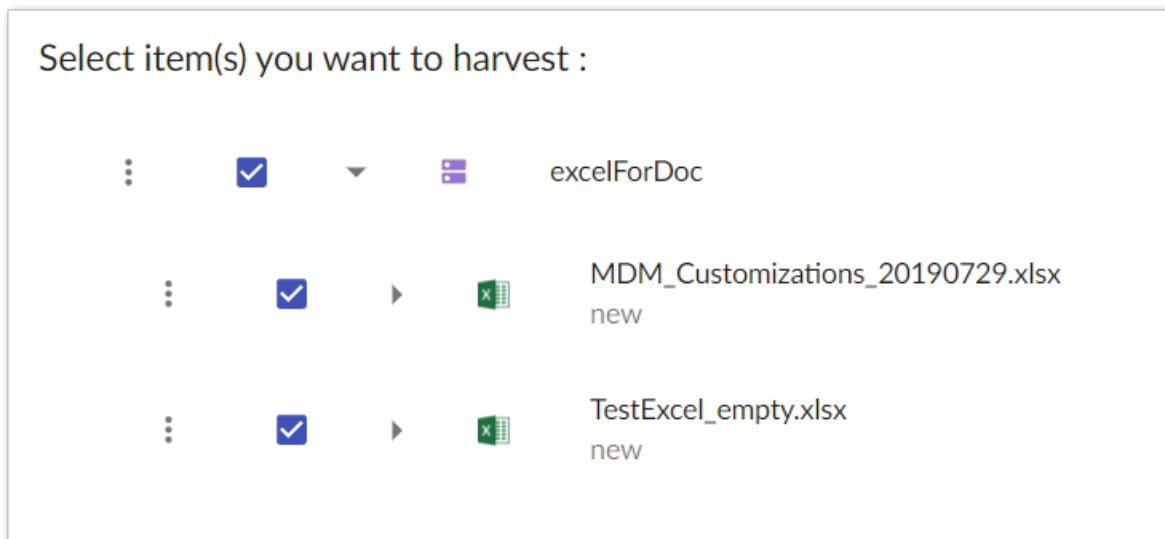 Select item(s) you want to harvest :
excelForDoc
MDM_Customizations_20190729.xlsx
new
TestExcel_empty.xlsx
new